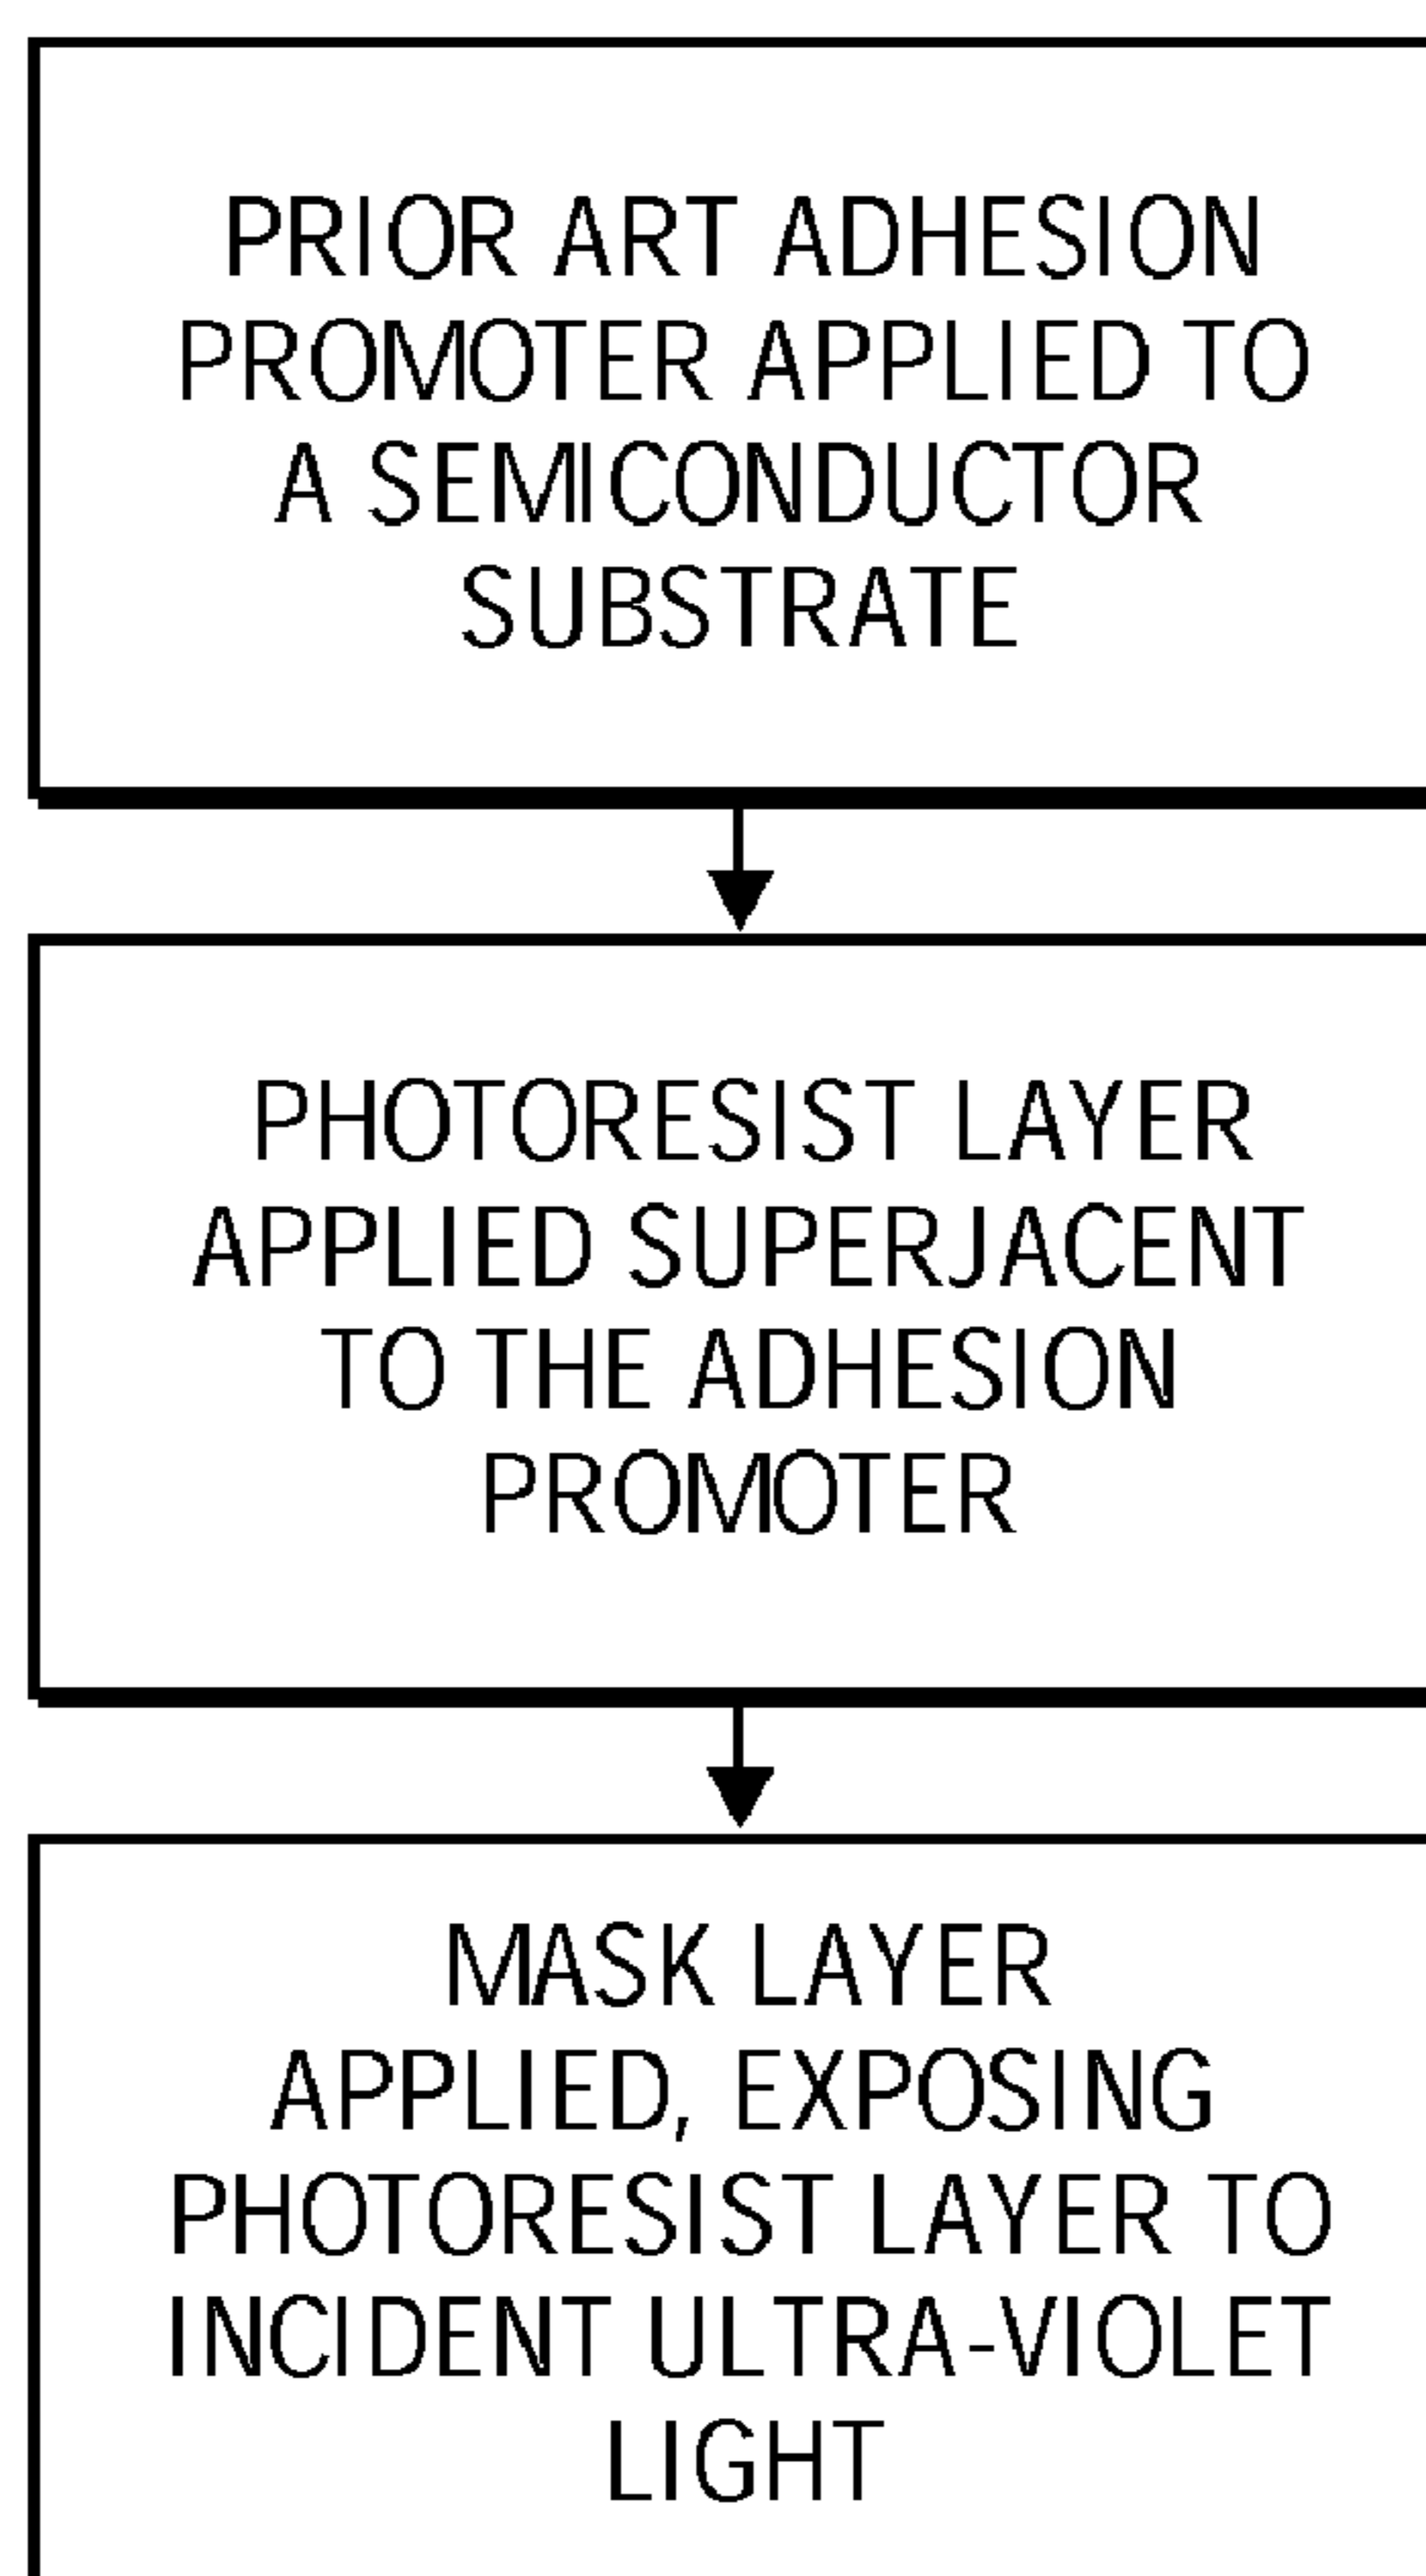 PRIOR ART ADHESION
PROMOTER APPLIED TO
A SEMICONDUCTOR
SUBSTRATE
PHOTORESIST LAYER
APPLIED SUPERJACENT
TO THE ADHESION
PROMOTER
MASK LAYER
APPLIED, EXPOSING
PHOTORESIST LAYER TO
INCIDENT ULTRA-VIOLET
LIGHT